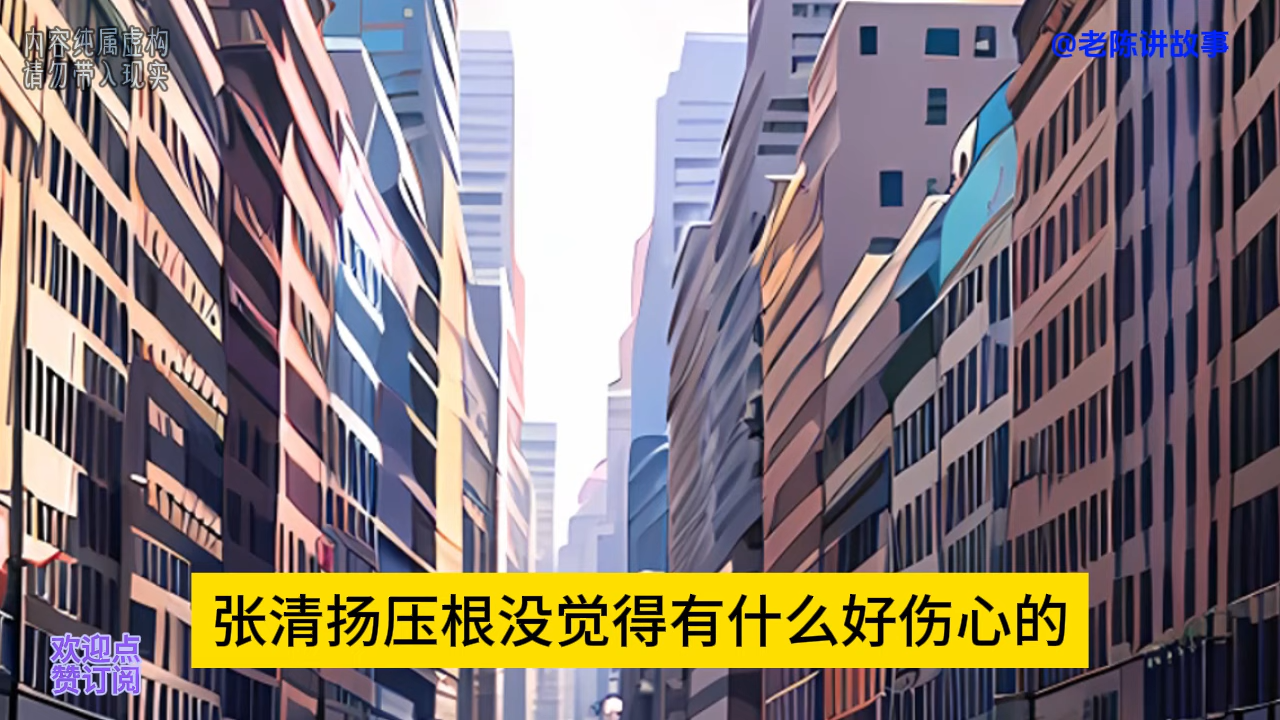 内容纯属虚构
请勿带入现实
@老陈讲故事
张清扬压根没觉得有什么好伤心的
欢迎点
赞订阅